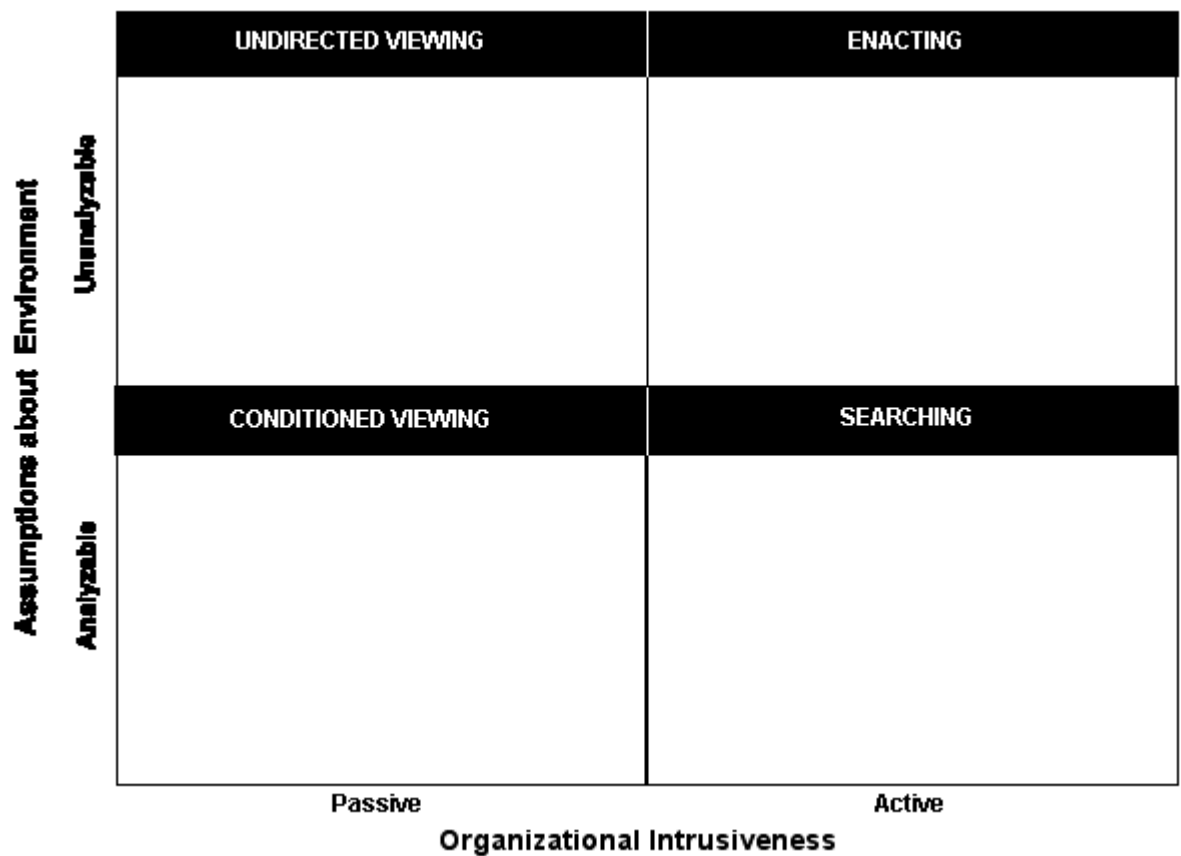 UNDIRECTED VIEWING
ENACTING
Unanalyzable
Assumptions about Environment
CONDITIONED VIEWING
SEARCHING
Analyzable
Passive
Active
Organizational Intrusiveness